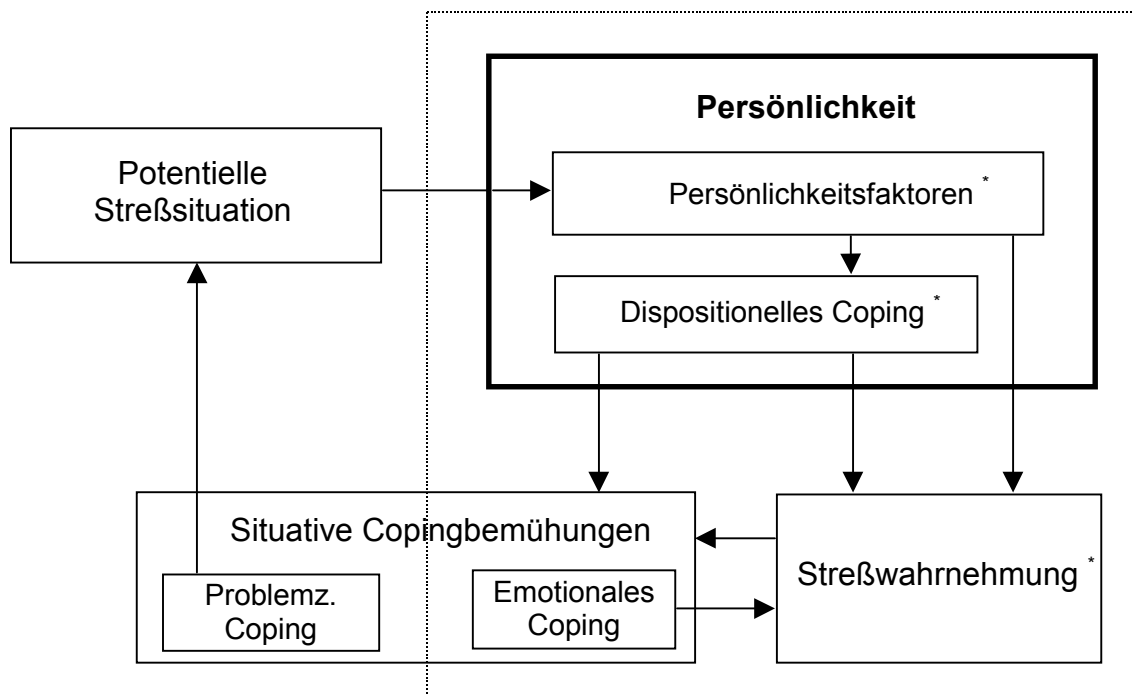 Persönlichkeit
Potentielle
Streßsituation
Persönlichkeitsfaktoren *
Dispositionelles Coping *
Situative Copingbemühungen
Problemz.
Coping
Emotionales
Coping
Streßwahrnehmung *